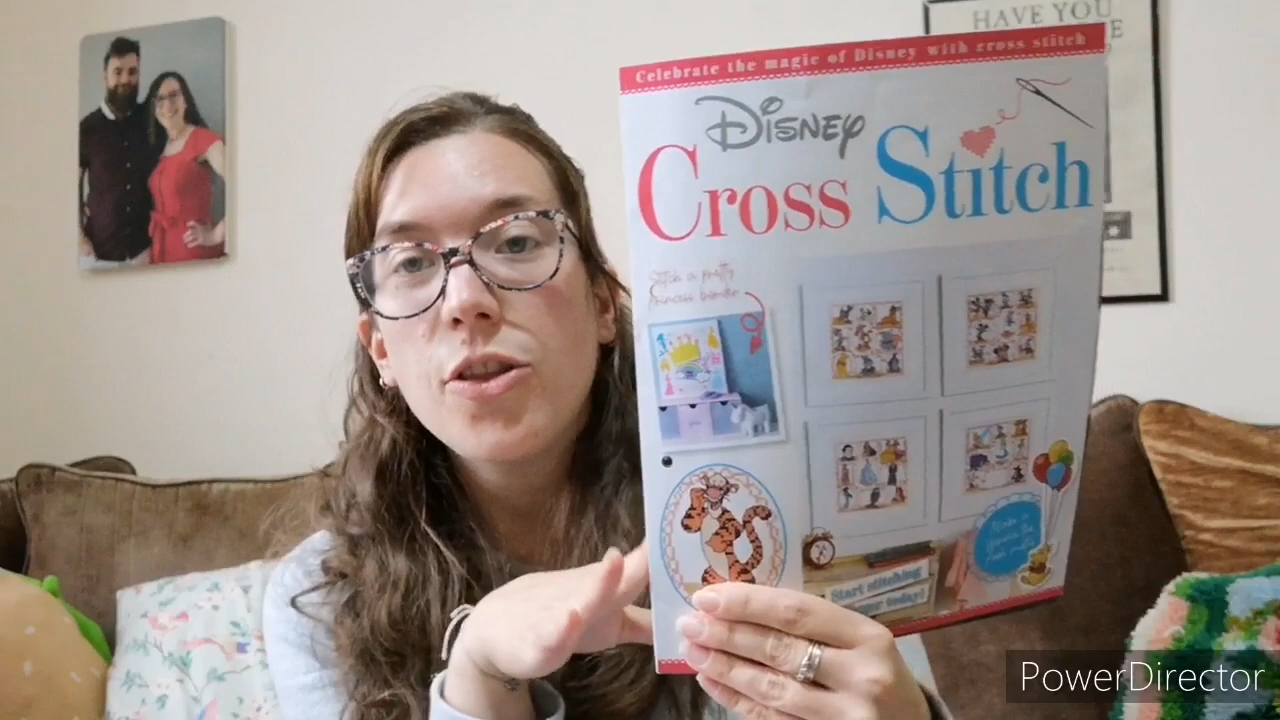 HAVE YOU
Celebrate the magic of Disney with cross stitch
Disney
Cross Stitch
Stitch a pretty
princess border
Start stitching
today!
PowerDirector